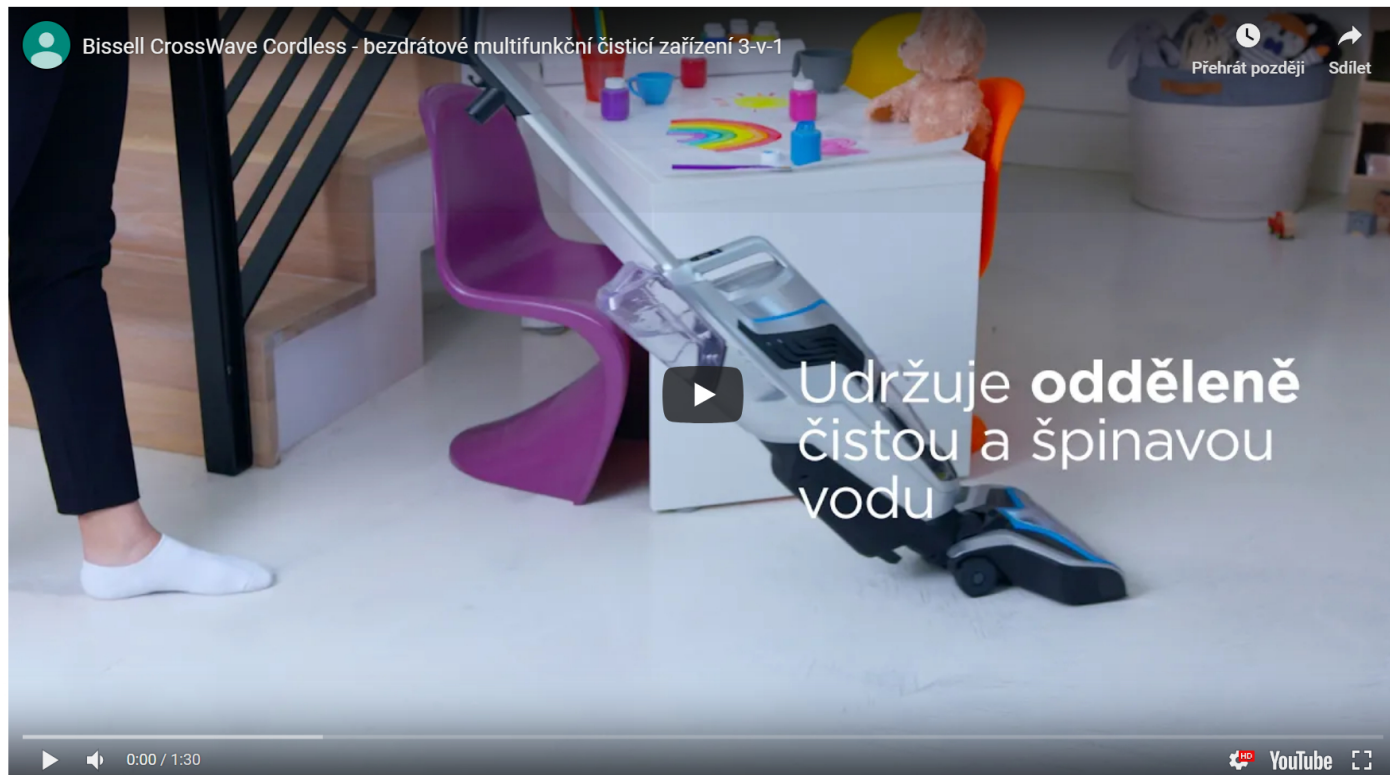 Bissell CrossWave Cordless - bezdrátové multifunkční čisticí zařízení 3-v-1
Přehrát později
Sdílet
Udržuje odděleně
čistou a špinavou
vodu
0:00 / 1:30
HD
YouTube